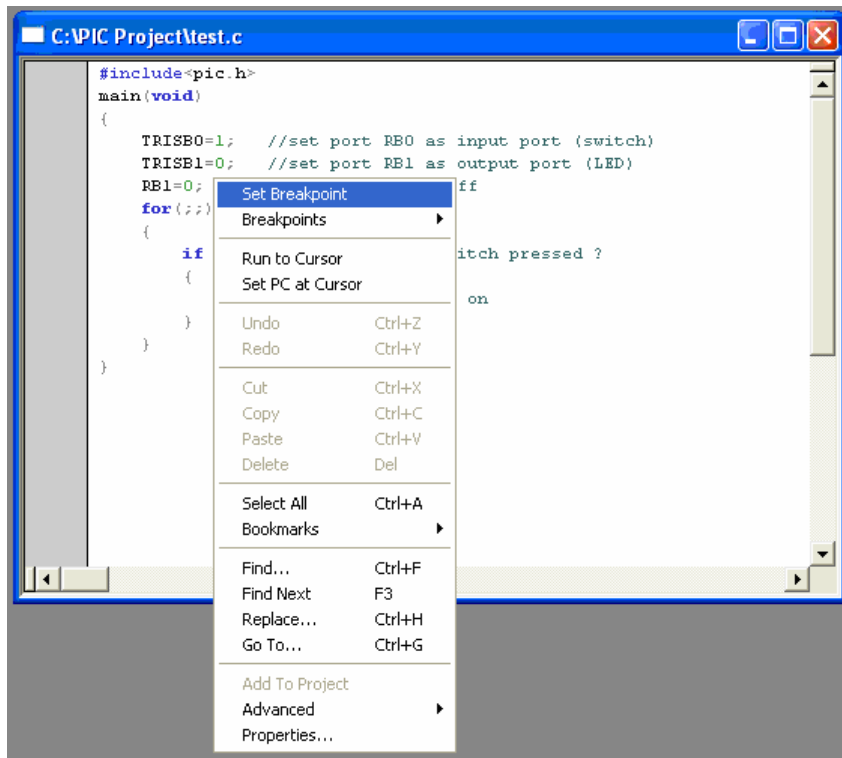 C:\PIC Project\test.c
#include<pic.h>
main(void)
{
TRISB0=1;   //set port RB0 as input port (switch)
TRISB1=0;   //set port RB1 as output port (LED)
RB1=0; ff
for(;;)
{
if itch pressed ?
{
on
}
}
}
Set Breakpoint
Breakpoints
Run to Cursor
Set PC at Cursor
Undo Ctrl+Z
Redo Ctrl+Y
Cut Ctrl+X
Copy Ctrl+C
Paste Ctrl+V
Delete Del
Select All Ctrl+A
Bookmarks
Find... Ctrl+F
Find Next F3
Replace... Ctrl+H
Go To... Ctrl+G
Add To Project
Advanced
Properties...